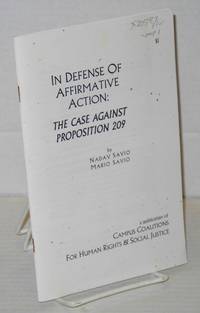 IN DEFENSE OF
AFFIRMATIVE
ACTION:
THE CASE AGAINST
PROPOSITION 209
by
NADAV SAVIO
MARIO SAVIO
a publication of
CAMPUS COALITIONS
FOR HUMAN RIGHTS & SOCIAL JUSTICE